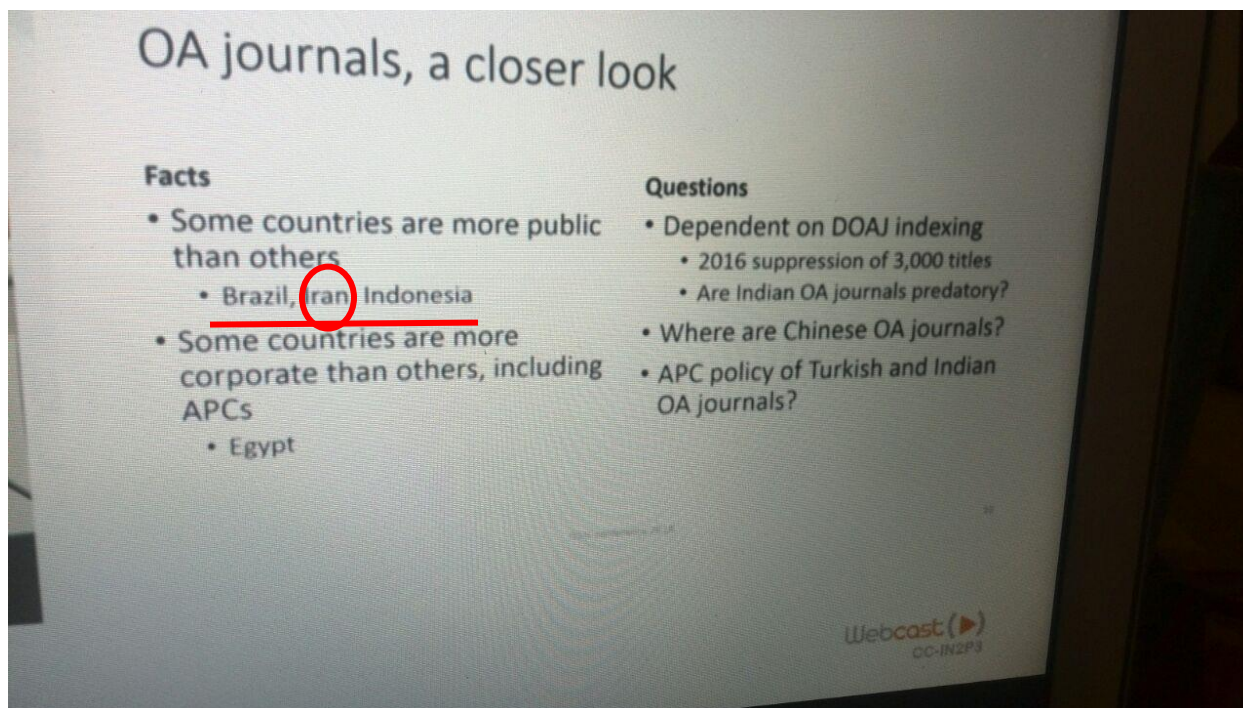 OA journals, a closer look
Facts
• Some countries are more public
than others
• Brazil, Iran, Indonesia
• Some countries are more
corporate than others, including
APCs
• Egypt
Questions
• Dependent on DOAJ indexing
• 2016 suppression of 3,000 titles
• Are Indian OA journals predatory?
• Where are Chinese OA journals?
• APC policy of Turkish and Indian
OA journals?
Webcast
CC-IN2P3